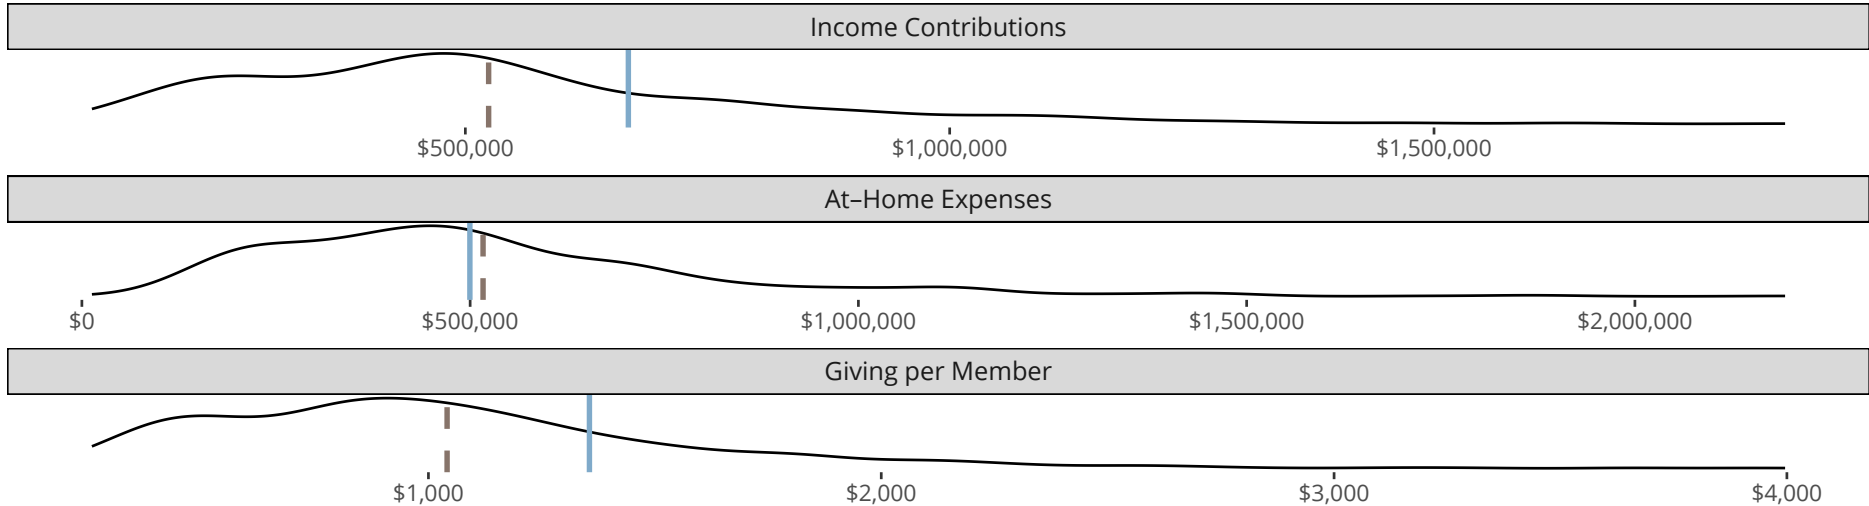 Income Contributions
$500,000 $1,000,000 $1,500,000
At–Home Expenses
$0 $500,000 $1,000,000 $1,500,000 $2,000,000
Giving per Member
$1,000 $2,000 $3,000 $4,000